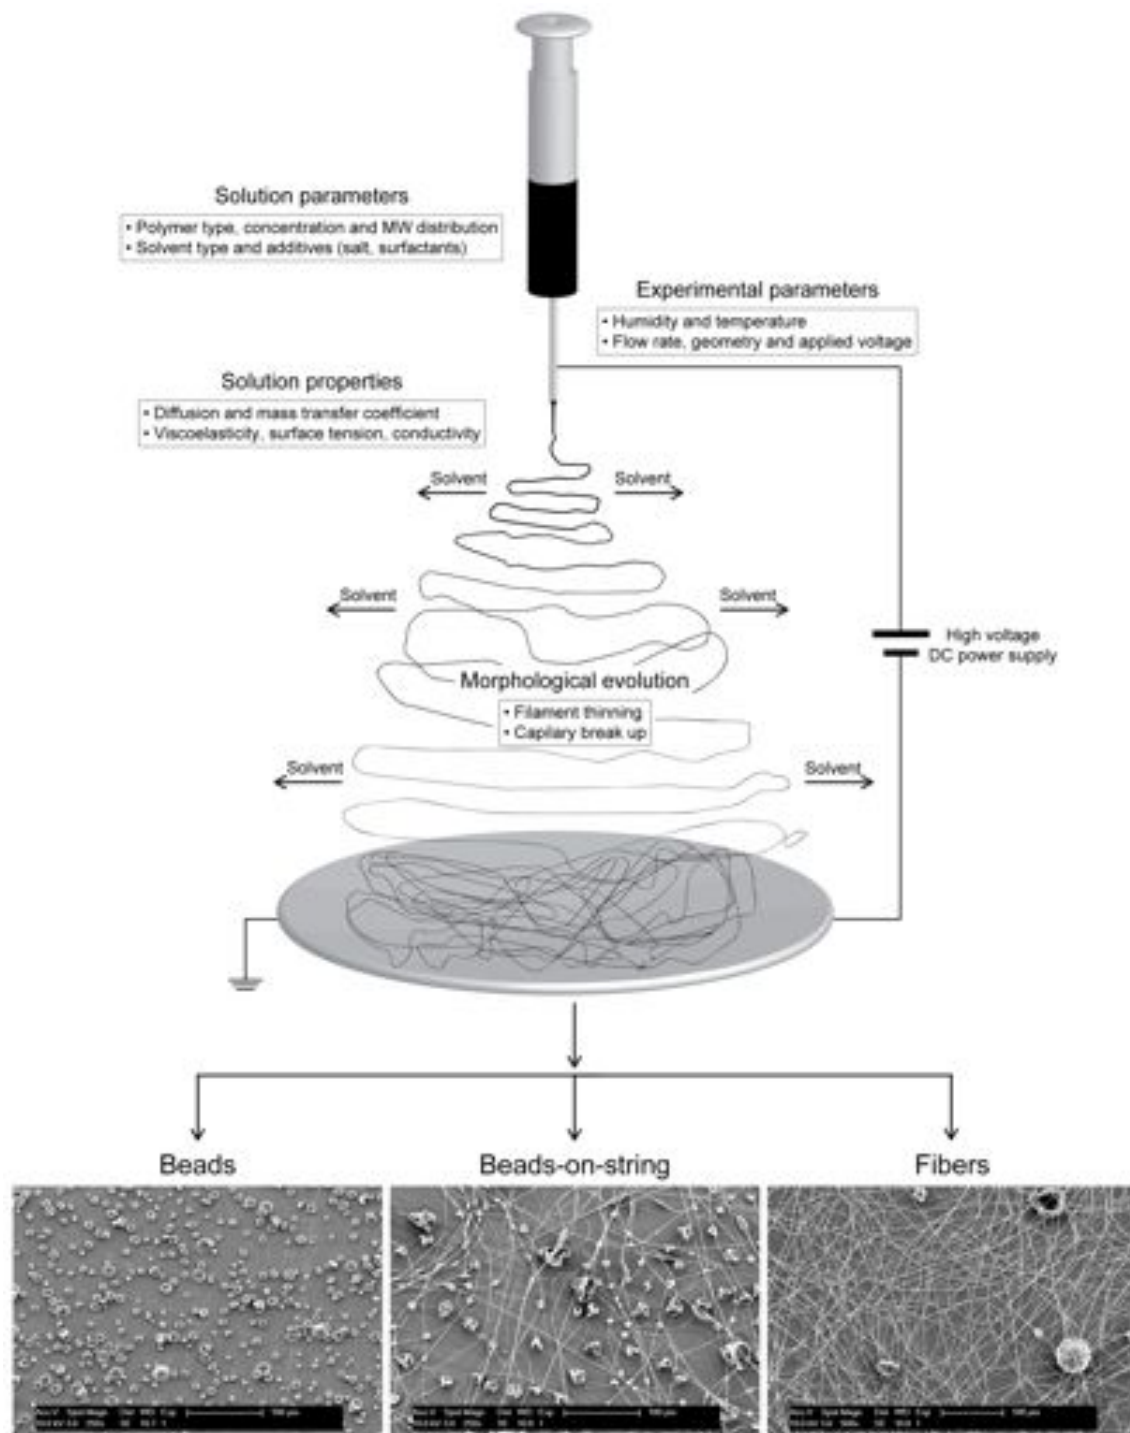 Solution parameters
• Polymer type, concentration and MW distribution
• Solvent type and additives (salt, surfactants)
Experimental parameters
• Humidity and temperature
• Flow rate, geometry and applied voltage
Solution properties
• Diffusion and mass transfer coefficient
• Viscoelasticity, surface tension, conductivity
Solvent
Solvent
Solvent
Solvent
High voltage
DC power supply
Morphological evolution
• Filament thinning
• Capilary break up
Solvent
Solvent
Beads
Beads-on-string
Fibers